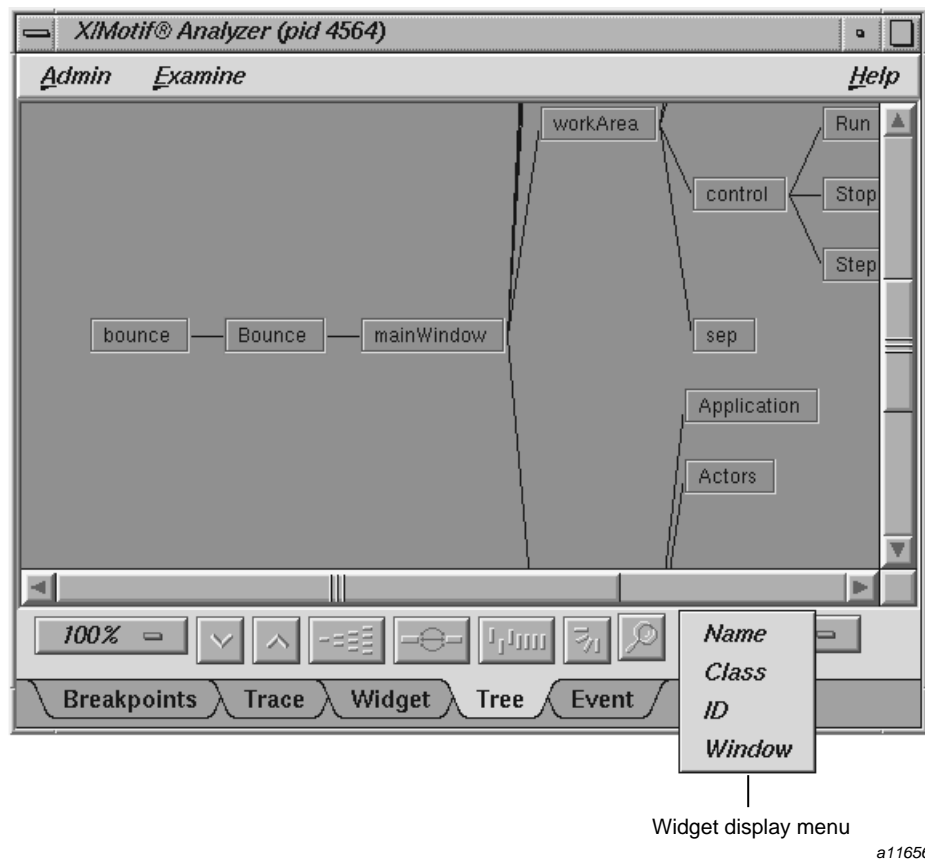 X/Motif® Analyzer (pid 4564)
Admin Examine Help
workArea Run
control Stop
Step
bounce Bounce mainWindow sep
Application
Actors
100% Name
Class
Breakpoints Trace Widget Tree Event ID
Window
Widget display menu
a11656